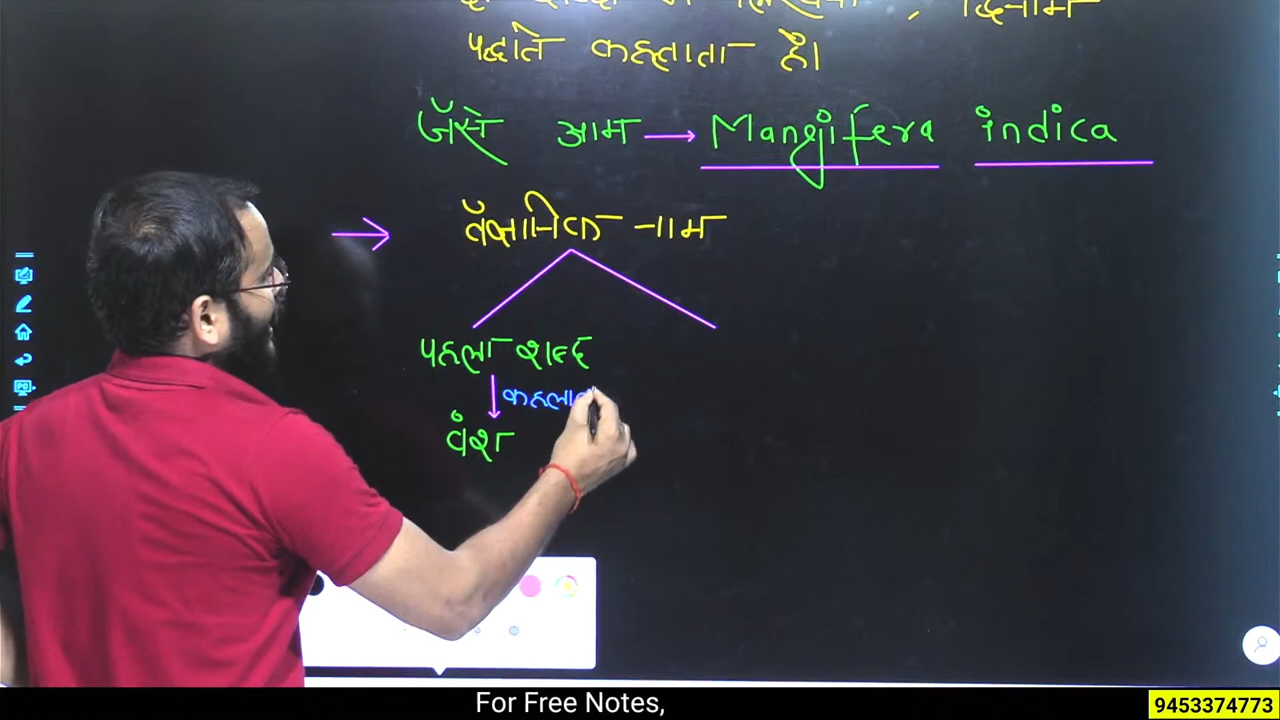 पद्धति कहलाता है।
जैसे आम → Mangifera indica
→ वैज्ञानिक नाम
पहला शब्द
कहला
वंश
For Free Notes,
9453374773